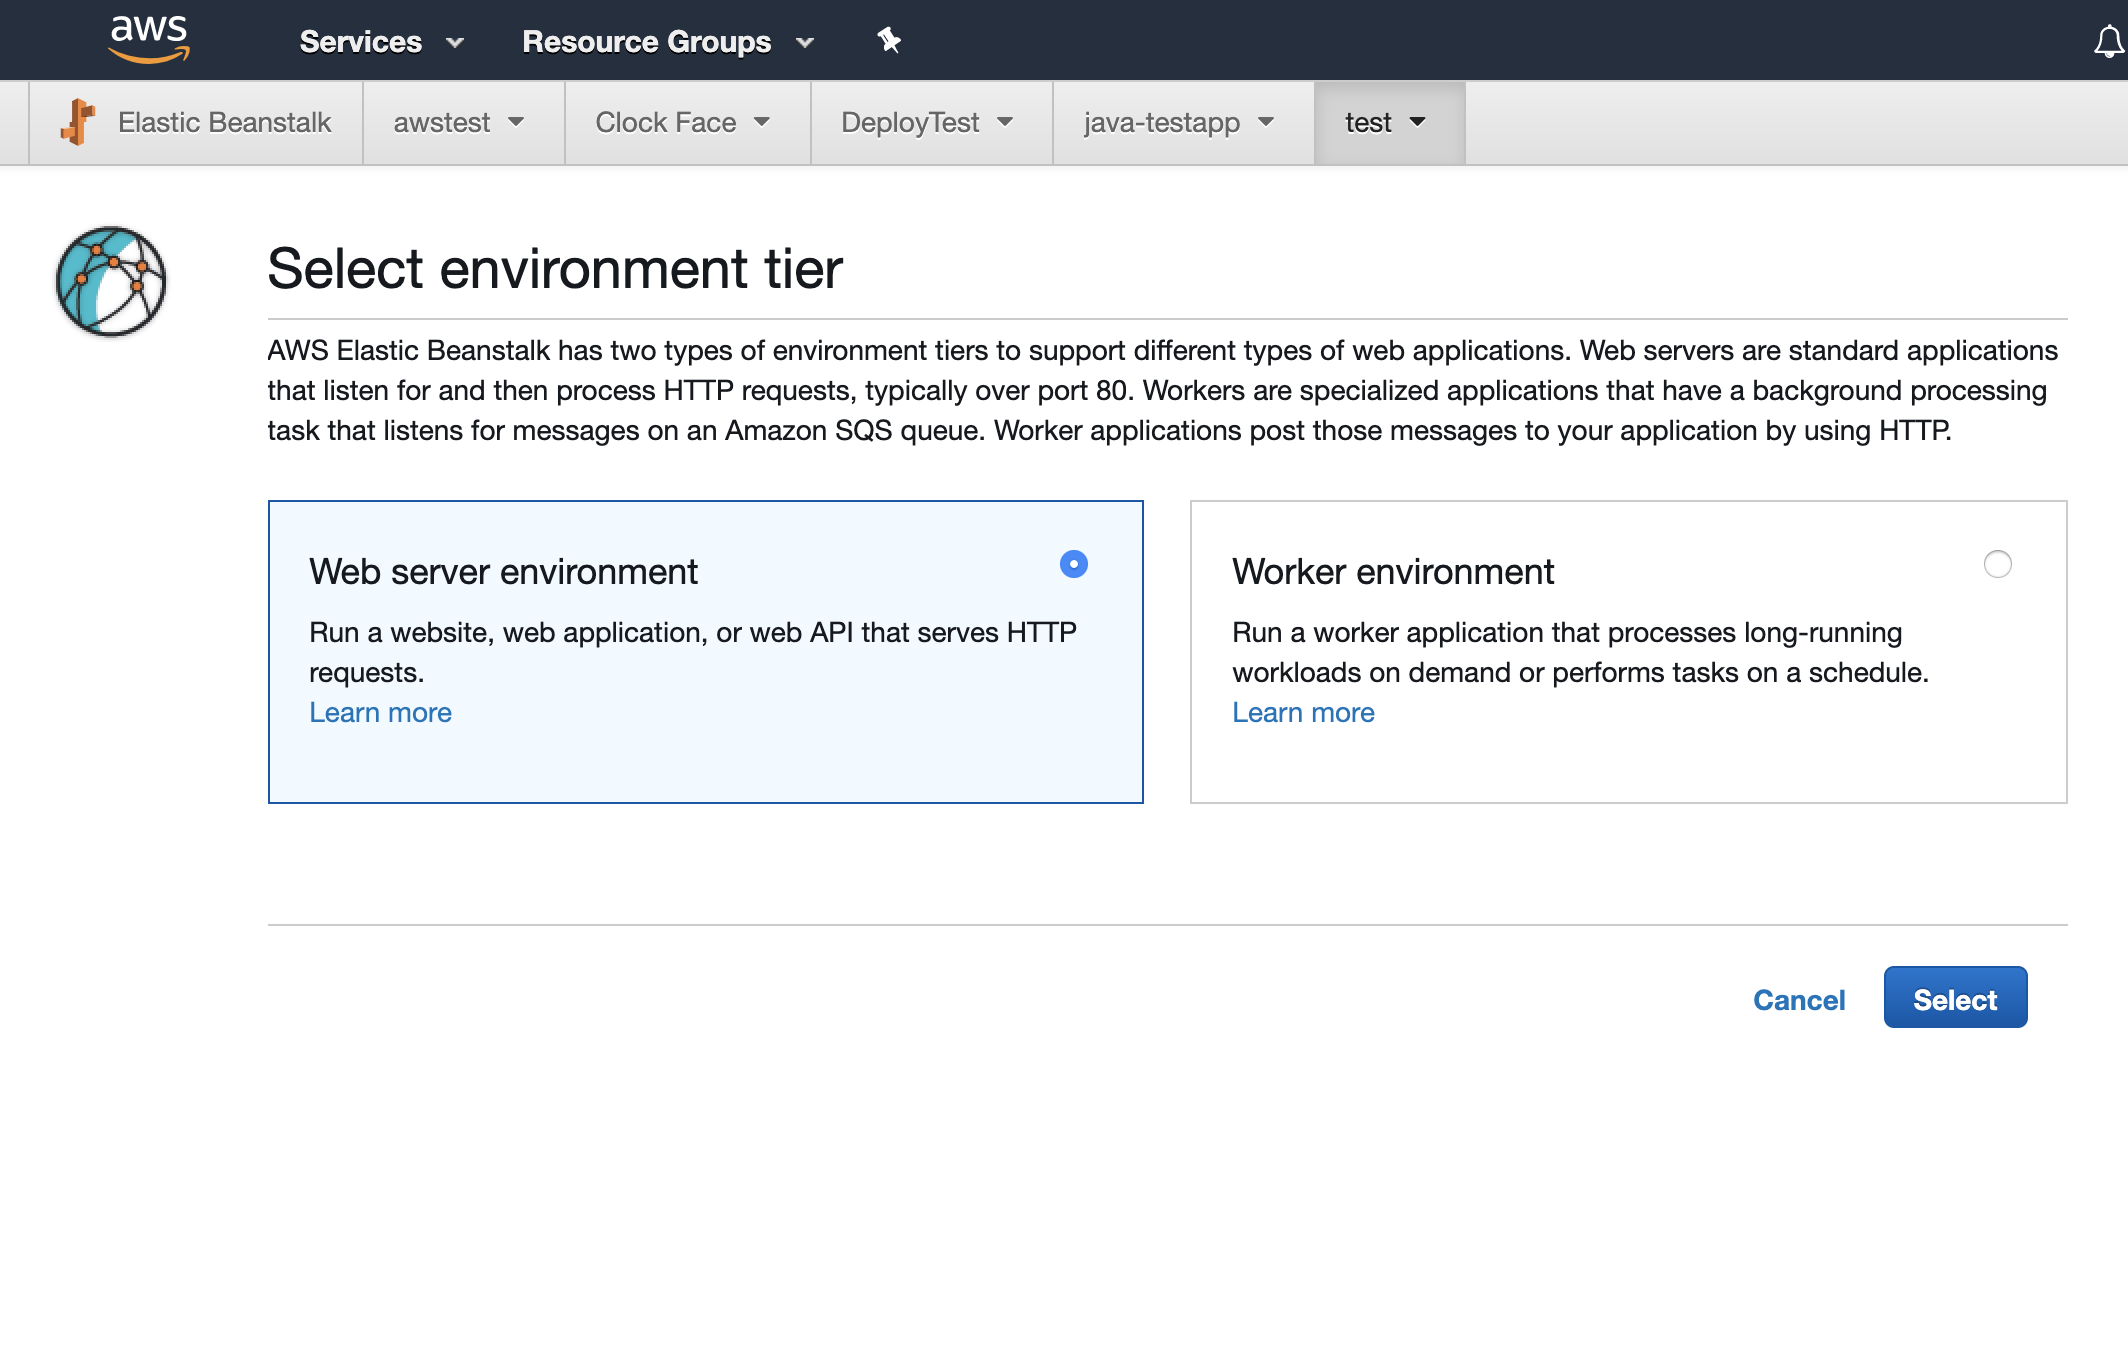 aws Services Resource Groups
Elastic Beanstalk awstest Clock Face DeployTest java-testapp test
Select environment tier
AWS Elastic Beanstalk has two types of environment tiers to support different types of web applications. Web servers are standard applications
that listen for and then process HTTP requests, typically over port 80. Workers are specialized applications that have a background processing
task that listens for messages on an Amazon SQS queue. Worker applications post those messages to your application by using HTTP.
Web server environment
Run a website, web application, or web API that serves HTTP
requests.
Learn more
Worker environment
Run a worker application that processes long-running
workloads on demand or performs tasks on a schedule.
Learn more
Cancel Select